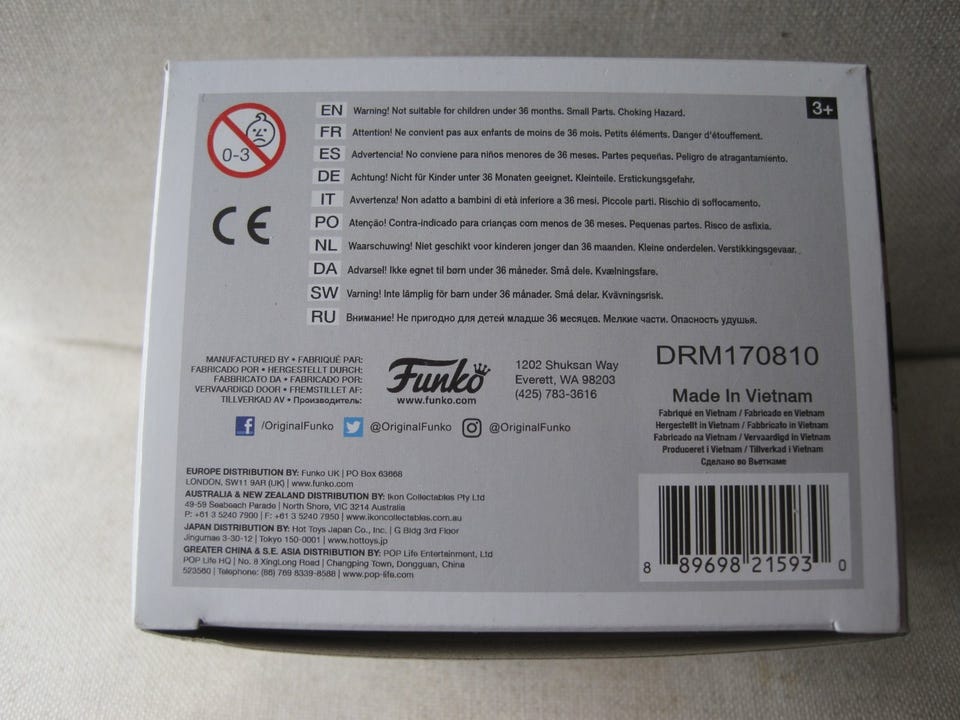 0-3
3+
CE
EN Warning! Not suitable for children under 36 months. Small Parts. Choking Hazard.
FR Attention! Ne convient pas aux enfants de moins de 36 mois. Petits éléments. Danger d'étouffement.
ES Advertencia! No conviene para niños menores de 36 meses. Partes pequeñas. Peligro de atragantamiento.
DE Achtung! Nicht für Kinder unter 36 Monaten geeignet. Kleinteile. Erstickungsgefahr.
IT Avvertenza! Non adatto a bambini di età inferiore a 36 mesi. Piccole parti. Rischio di soffocamento.
PO Atenção! Contra-indicado para crianças com menos de 36 meses. Pequenas partes. Risco de asfixia.
NL Waarschuwing! Niet geschikt voor kinderen jonger dan 36 maanden. Kleine onderdelen. Verstikkingsgevaar.
DA Advarsel! Ikke egnet til børn under 36 måneder. Små dele. Kvælningsfare.
SW Varning! Inte lämplig för barn under 36 månader. Små delar. Kvävningsrisk.
RU Внимание! Не пригодно для детей младше 36 месяцев. Мелкие части. Опасность удушья.
MANUFACTURED BY • FABRIQUÉ PAR:
FABRICADO POR • HERGESTELLT DURCH:
FABBRICATO DA • FABRICADO POR:
VERVAARDIGD DOOR • FREMSTILLET AF:
TILLVERKAD AV • Производитель:
Funko
www.funko.com
1202 Shuksan Way
Everett, WA 98203
(425) 783-3616
f /OriginalFunko @OriginalFunko @OriginalFunko
DRM170810
Made In Vietnam
Fabriqué en Vietnam / Fabricado en Vietnam
Hergestellt in Vietnam / Fabbricato in Vietnam
Fabricado na Vietnam / Vervaardigd in Vietnam
Produceret i Vietnam / Tillverkad i Vietnam
Сделано во Вьетнаме
EUROPE DISTRIBUTION BY: Funko UK | PO Box 63668
LONDON, SW11 9AR (UK) | www.funko.com
AUSTRALIA & NEW ZEALAND DISTRIBUTION BY: Ikon Collectables Pty Ltd
49-59 Seabeach Parade | North Shore, VIC 3214 Australia
P: +61 3 5240 7900 | F: +61 3 5240 7950 | www.ikoncollectables.com.au
JAPAN DISTRIBUTION BY: Hot Toys Japan Co., Inc. | G Bldg 3rd Floor
Jingumae 3-30-12 | Tokyo 150-0001 | www.hottoys.jp
GREATER CHINA & S.E. ASIA DISTRIBUTION BY: POP Life Entertainment, Ltd
POP Life HQ | No. 8 XingLong Road | Changping Town, Dongguan, China
523560 | Telephone: (86) 769 8339-8588 | www.pop-life.com
8 89698 21593 0